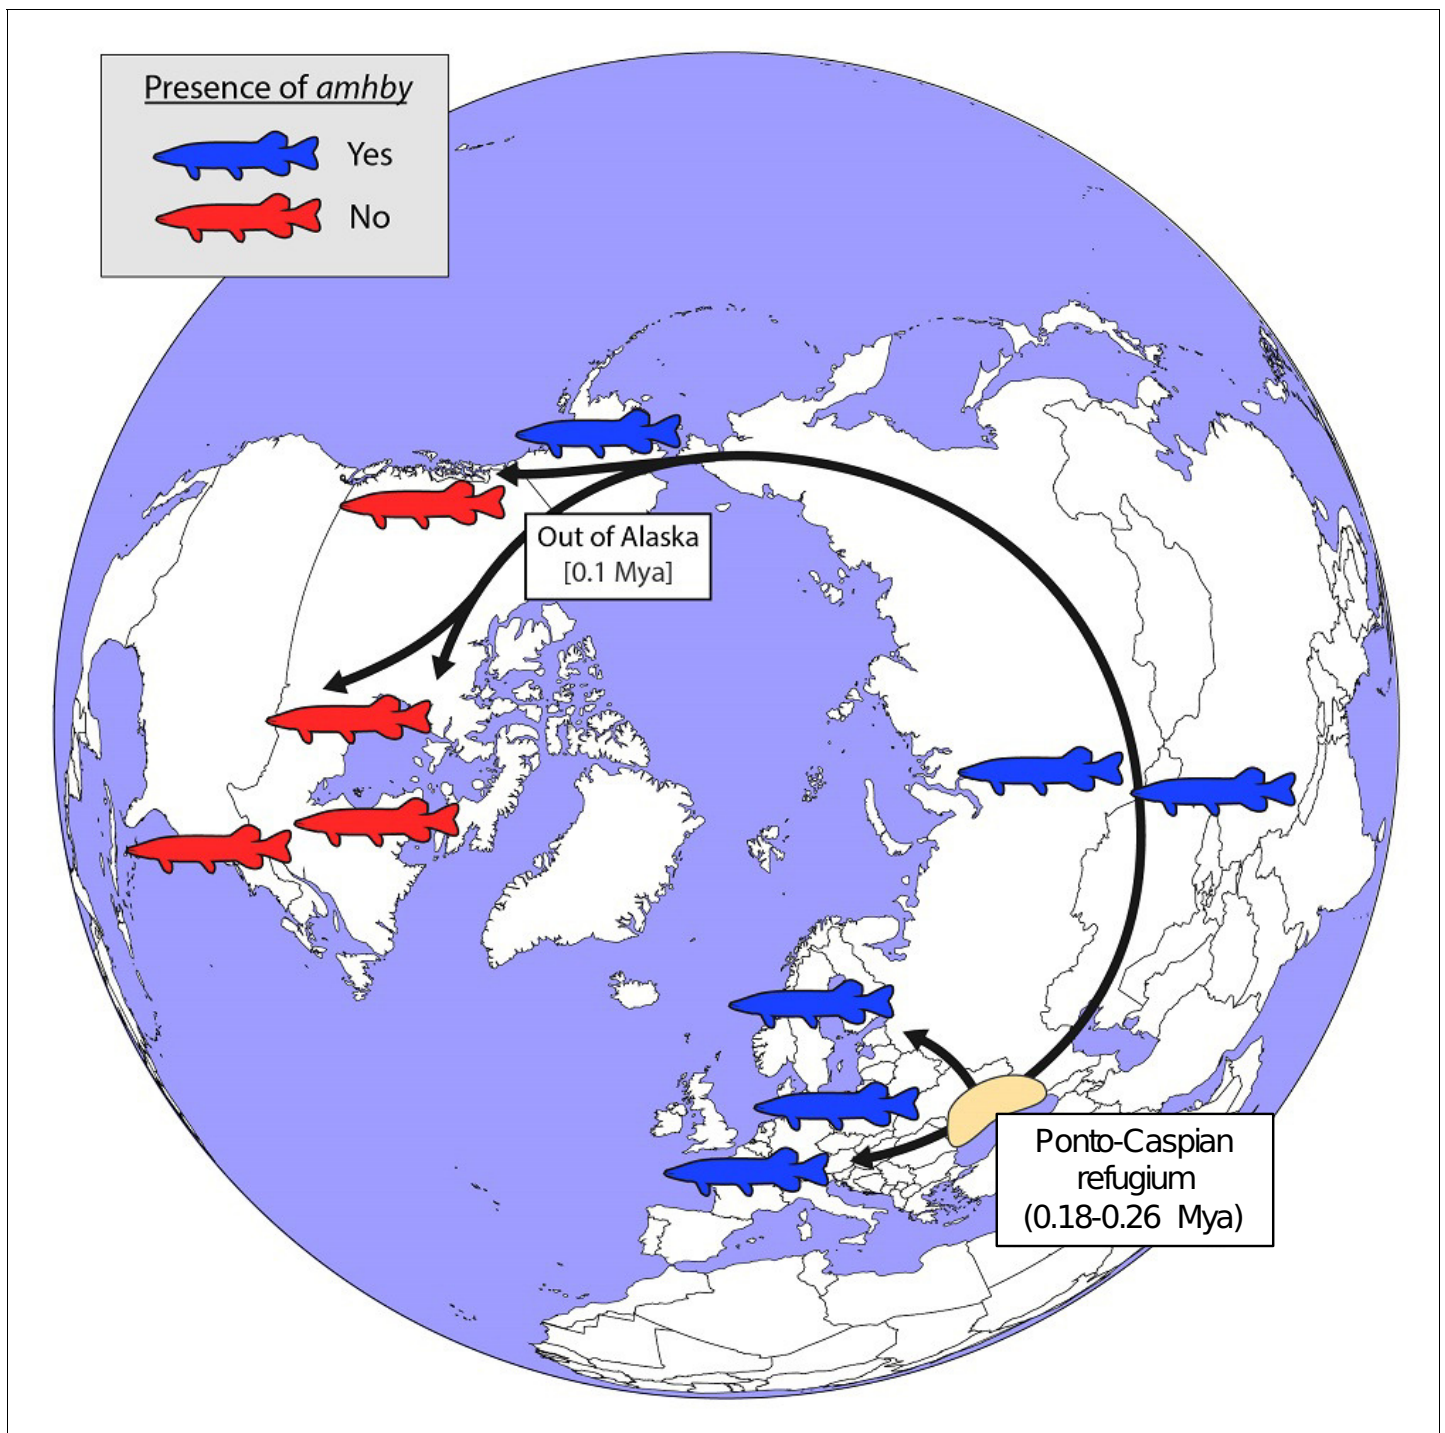 Presence of amhby
Yes
No
Out of Alaska
[0.1 Mya]
Ponto-Caspian
refugium
(0.18-0.26 Mya)